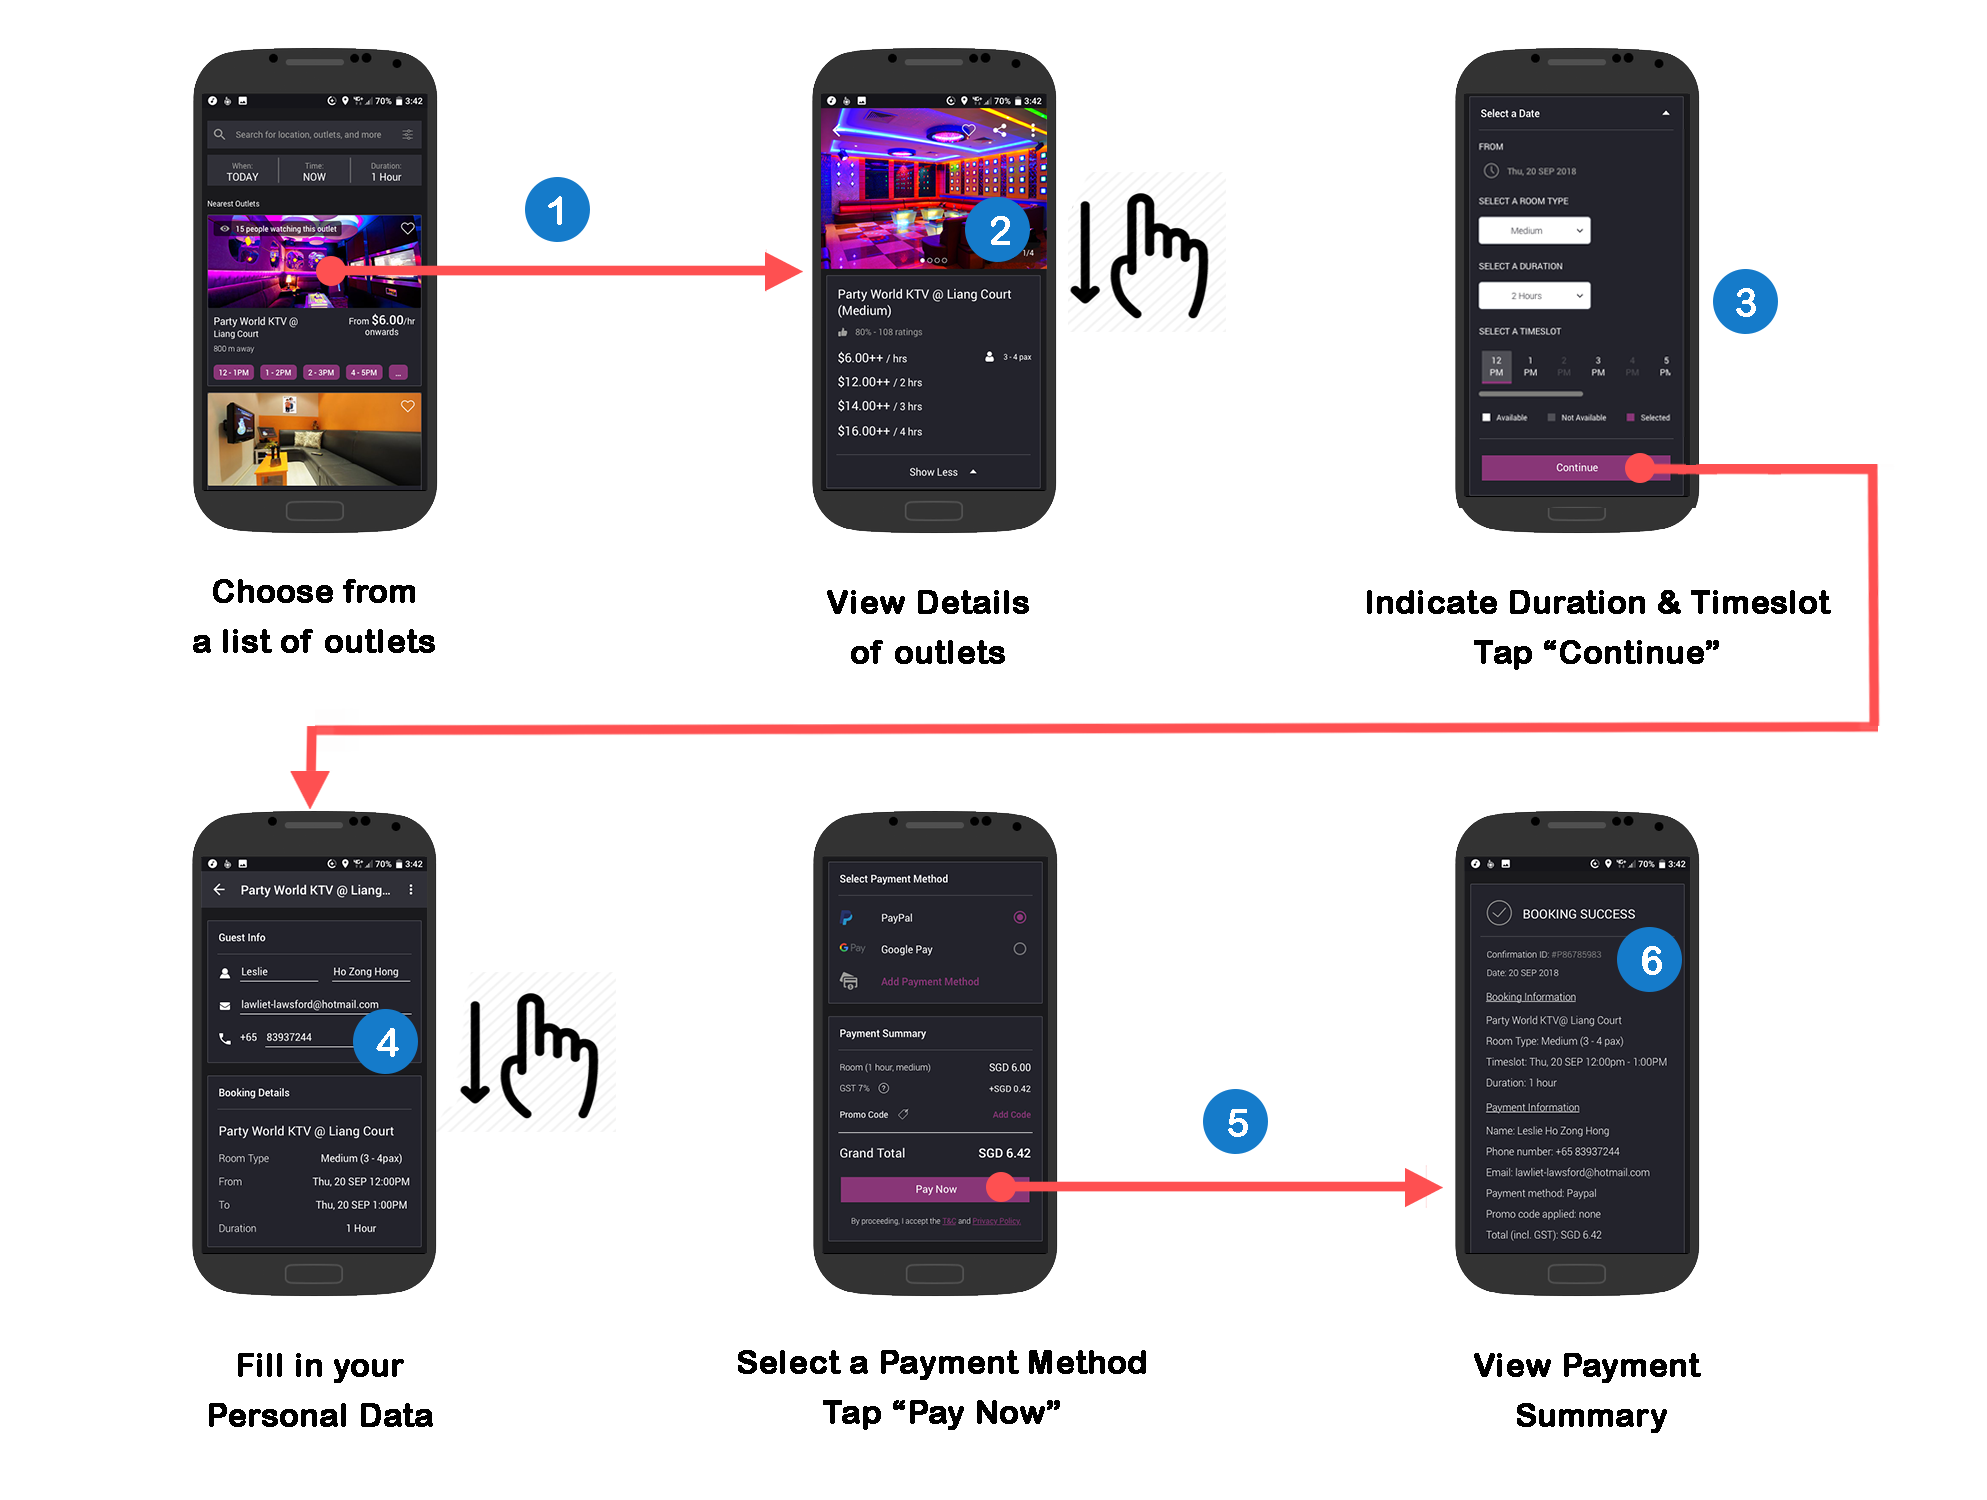 70% 3:42
Search for location, outlets, and more
When: Time: Duration:
TODAY NOW 1 Hour
Nearest Outlets
15 people watching this outlet
Party World KTV @ From $6.00/hr
Liang Court onwards
800 m away
12 - 1PM 1 - 2PM 2 - 3PM 4 - 5PM ...
1
Choose from
a list of outlets
70% 3:42
2
1/4
Party World KTV @ Liang Court
(Medium)
80% - 108 ratings
$6.00++ / hrs 3 - 4 pax
$12.00++ / 2 hrs
$14.00++ / 3 hrs
$16.00++ / 4 hrs
Show Less
View Details
of outlets
Select a Date
FROM
Thu, 20 SEP 2018
SELECT A ROOM TYPE
Medium
SELECT A DURATION
2 Hours
SELECT A TIMESLOT
12 1 2 3 4 5
PM PM PM PM PM PM
Available Not Available Selected
Continue
3
Indicate Duration & Timeslot
Tap “Continue”
70% 3:42
Party World KTV @ Liang...
Guest Info
Leslie Ho Zong Hong
lawliet-lawsford@hotmail.com
+65 83937244
4
Booking Details
Party World KTV @ Liang Court
Room Type Medium (3 - 4pax)
From Thu, 20 SEP 12:00PM
To Thu, 20 SEP 1:00PM
Duration 1 Hour
Fill in your
Personal Data
Select Payment Method
PayPal
G Pay Google Pay
Add Payment Method
Payment Summary
Room (1 hour, medium) SGD 6.00
GST 7% ? +SGD 0.42
Promo Code Add Code
Grand Total SGD 6.42
Pay Now
By proceeding, I accept the T&C and Privacy Policy.
5
Select a Payment Method
Tap “Pay Now”
70% 3:42
BOOKING SUCCESS
6
Confirmation ID: #P86785983
Date: 20 SEP 2018
Booking Information
Party World KTV@ Liang Court
Room Type: Medium (3 - 4 pax)
Timeslot: Thu, 20 SEP 12:00pm - 1:00PM
Duration: 1 hour
Payment Information
Name: Leslie Ho Zong Hong
Phone number: +65 83937244
Email: lawliet-lawsford@hotmail.com
Payment method: Paypal
Promo code applied: none
Total (incl. GST): SGD 6.42
View Payment
Summary